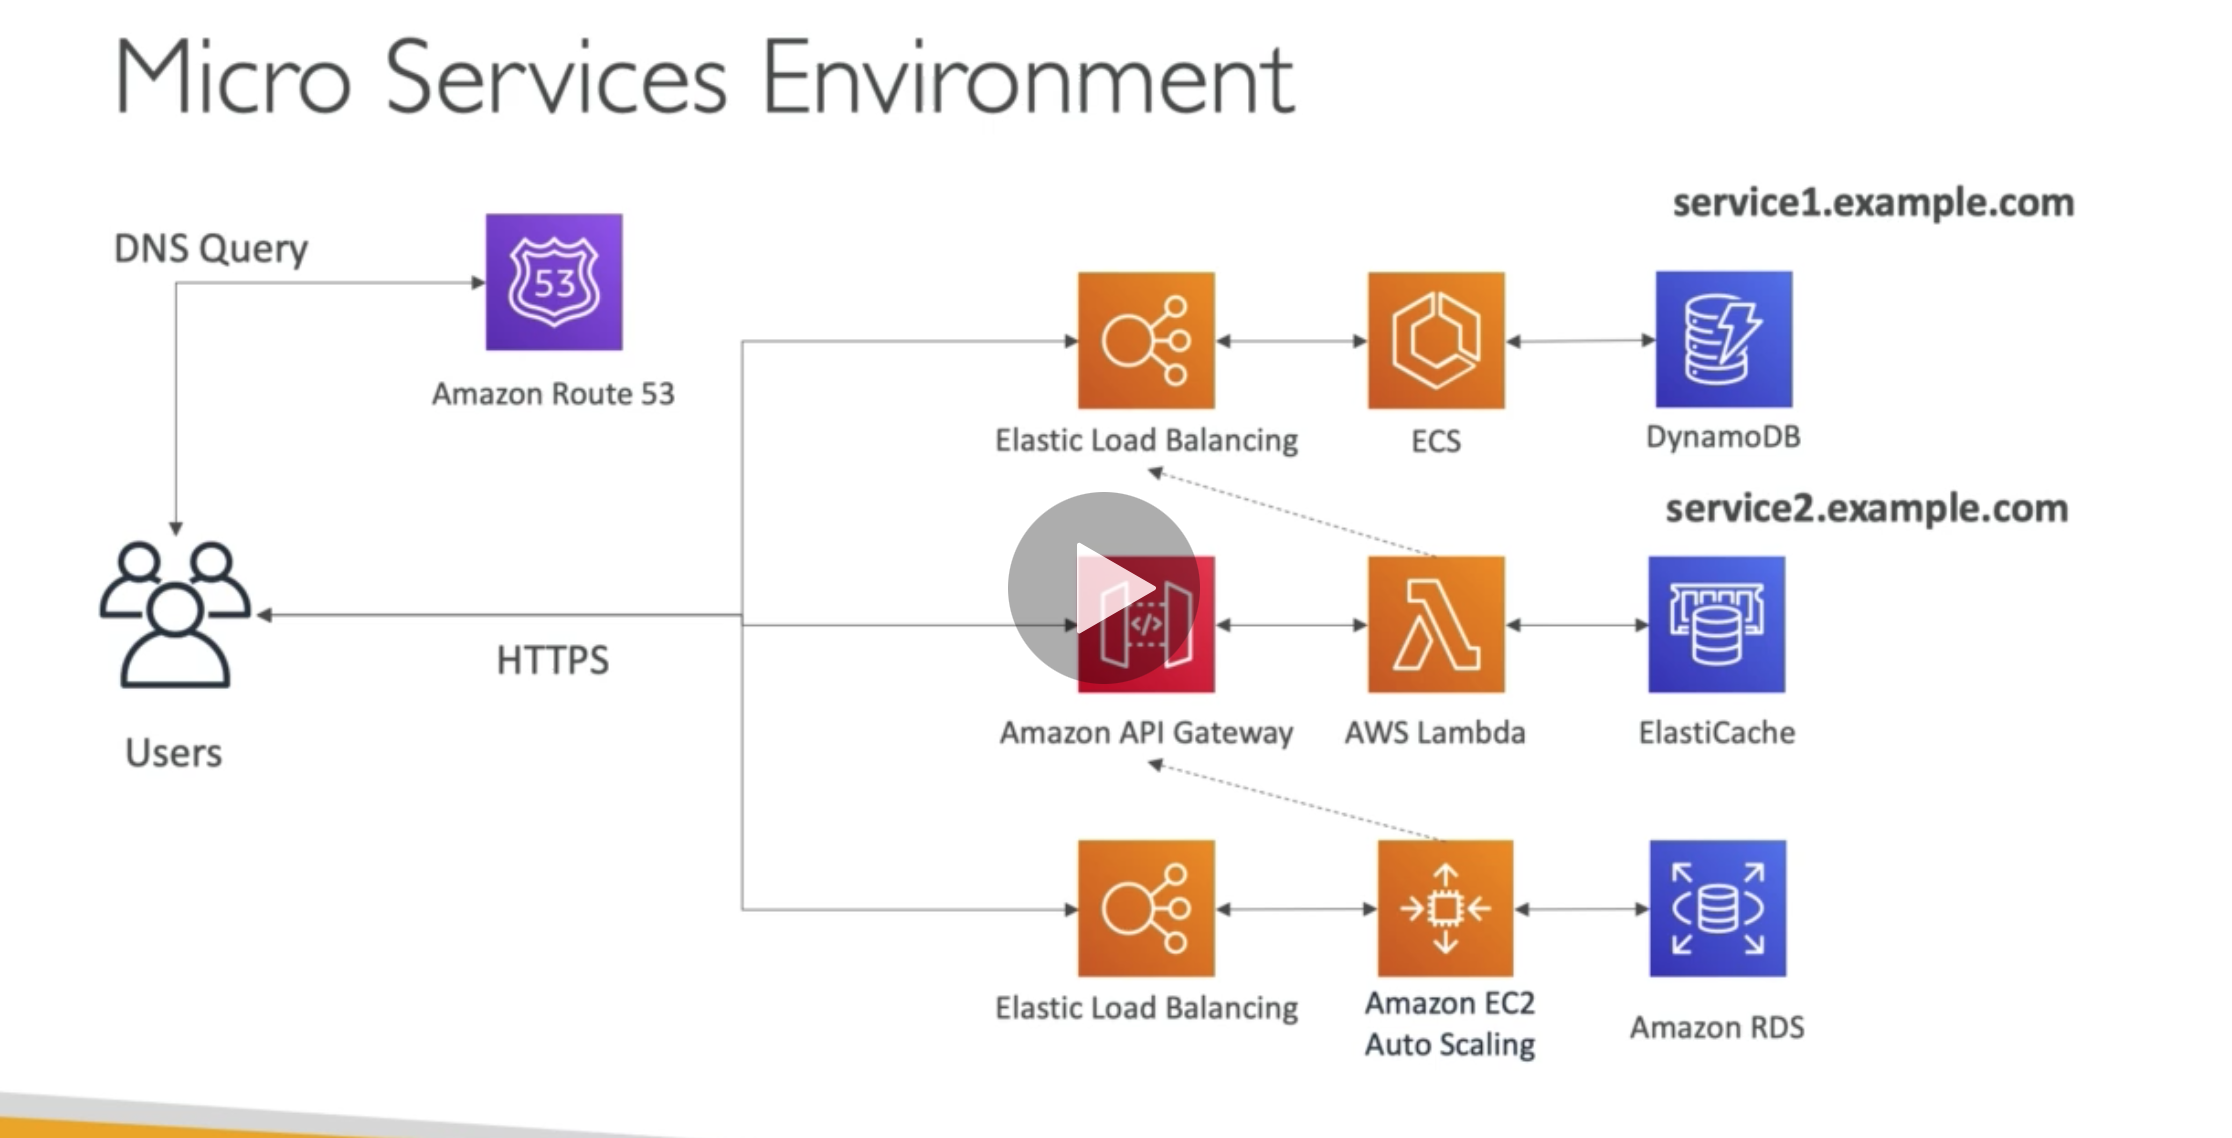 Micro Services Environment
service1.example.com
DNS Query
53
Amazon Route 53
Elastic Load Balancing
ECS
DynamoDB
service2.example.com
HTTPS
</>
Users
Amazon API Gateway
AWS Lambda
ElastiCache
Elastic Load Balancing
Amazon EC2
Auto Scaling
Amazon RDS